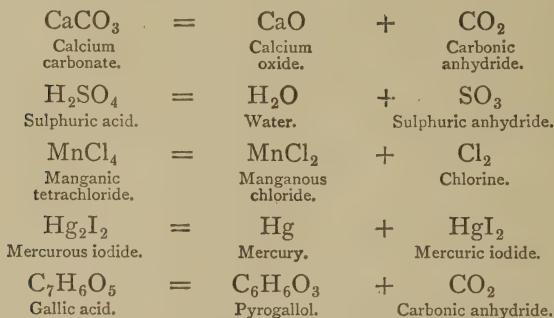 CaCO₃ = CaO + CO₂
Calcium Calcium Carbonic
carbonate. oxide. anhydride.
H₂SO₄ = H₂O + SO₃
Sulphuric acid. Water. Sulphuric anhydride.
MnCl₄ = MnCl₂ + Cl₂
Manganic Manganous Chlorine.
tetrachloride. chloride.
Hg₂I₂ = Hg + HgI₂
Mercurous iodide. Mercury. Mercuric iodide.
C₇H₆O₅ = C₆H₆O₃ + CO₂
Gallic acid. Pyrogallol. Carbonic anhydride.